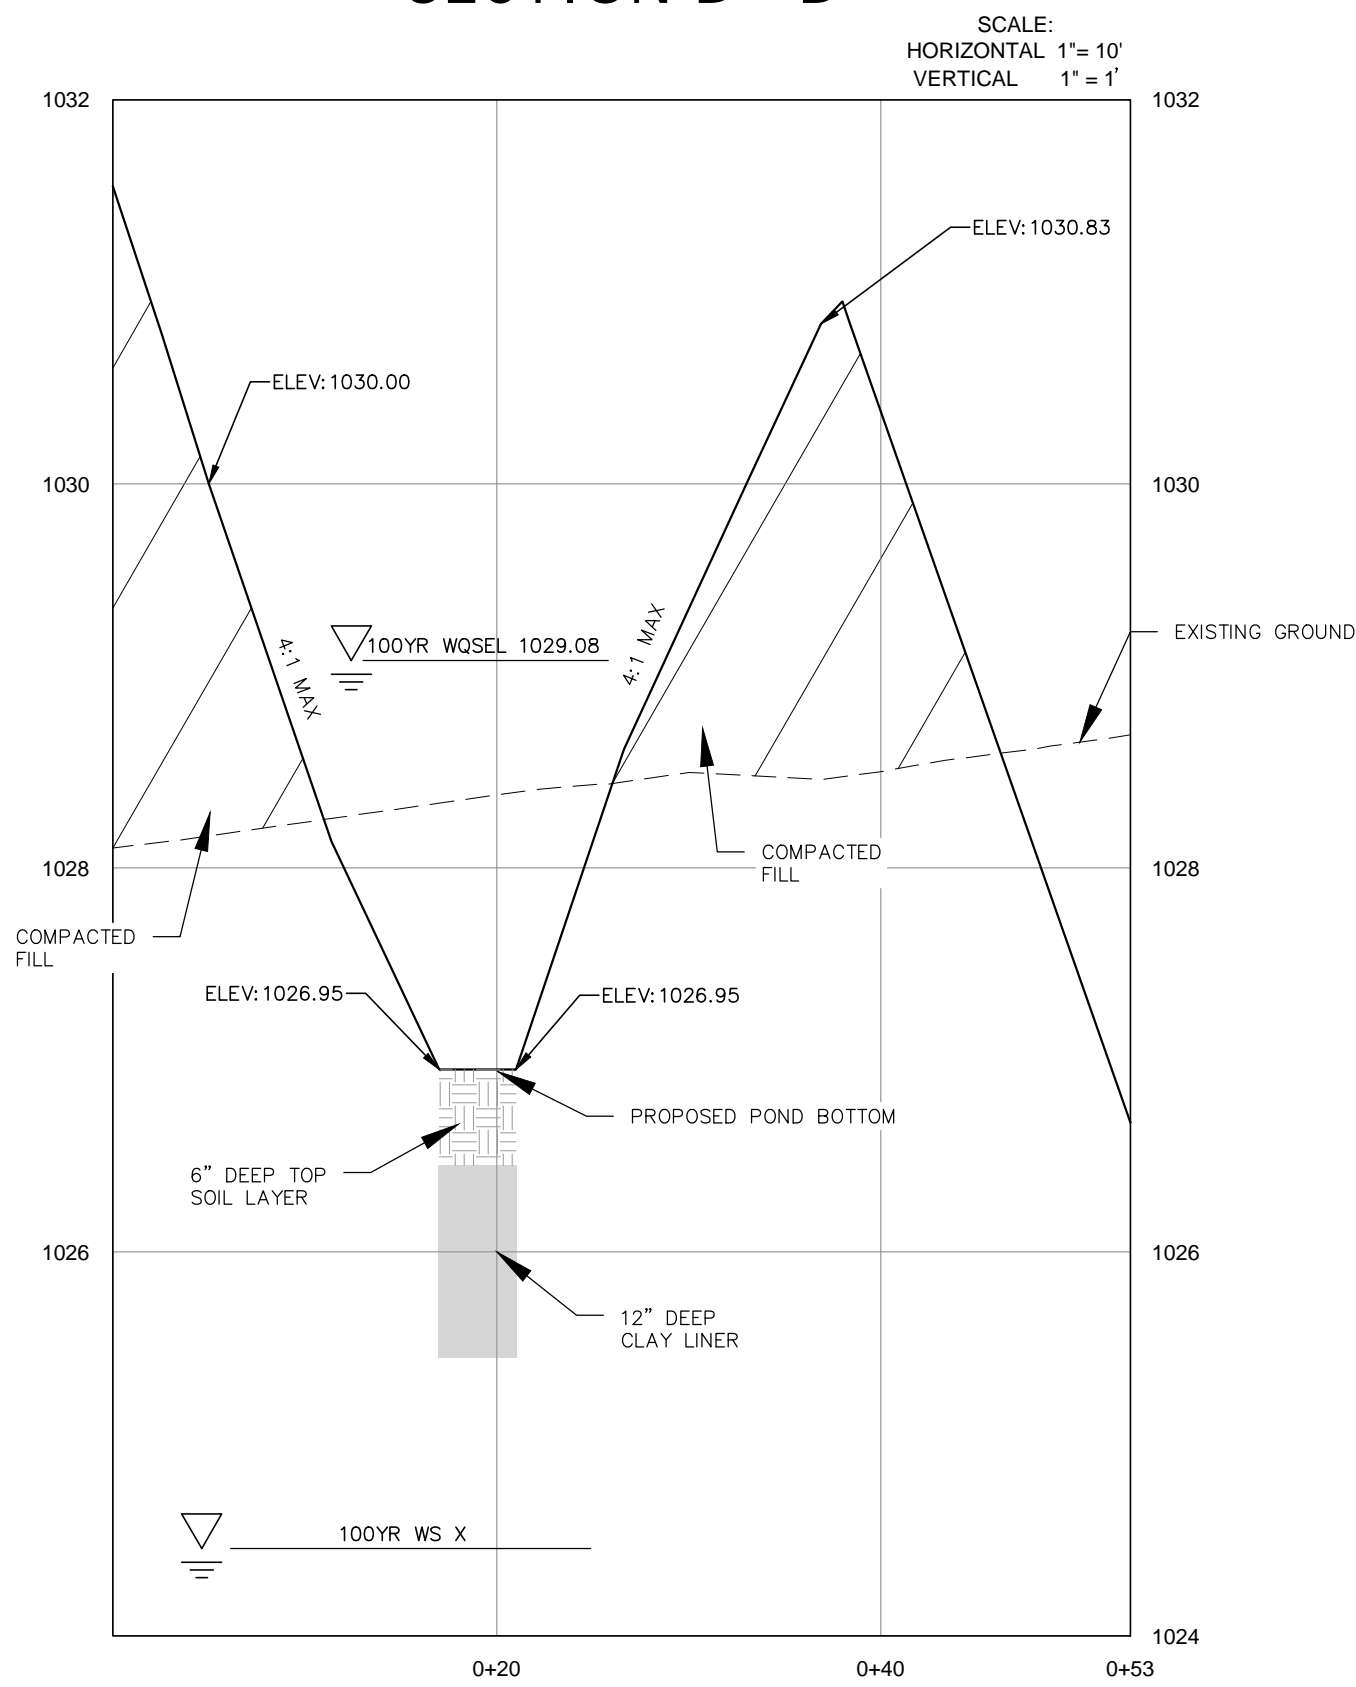 SCALE:
HORIZONTAL 1"= 10'
VERTICAL 1" = 1'
1032
1032
ELEV: 1030.83
ELEV: 1030.00
1030
1030
4:1 MAX
100YR WQSEL 1029.08
4:1 MAX
EXISTING GROUND
COMPACTED
FILL
1028
1028
COMPACTED
FILL
ELEV: 1026.95
ELEV: 1026.95
PROPOSED POND BOTTOM
6" DEEP TOP
SOIL LAYER
1026
1026
12" DEEP
CLAY LINER
100YR WS X
1024
0+20
0+40
0+53